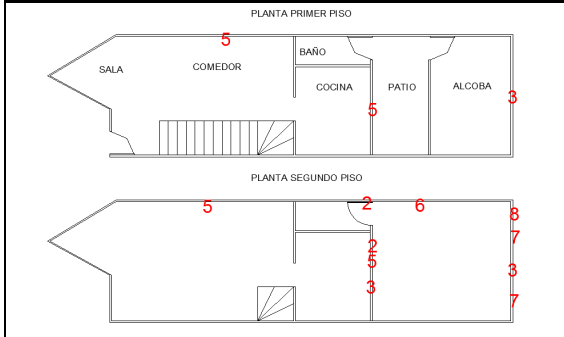 PLANTA PRIMER PISO
5
BAÑO
SALA
COMEDOR
COCINA
PATIO
ALCOBA
3
5
PLANTA SEGUNDO PISO
5
2
6
8
7
2
5
3
3
7